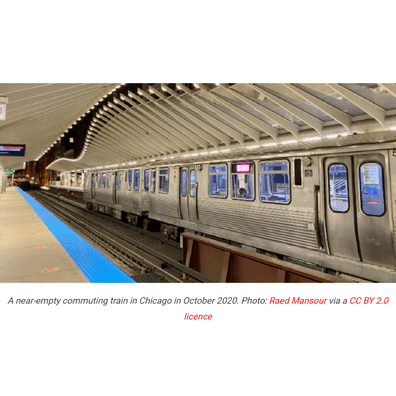 A near-empty commuting train in Chicago in October 2020. Photo: Raed Mansour via a CC BY 2.0
licence